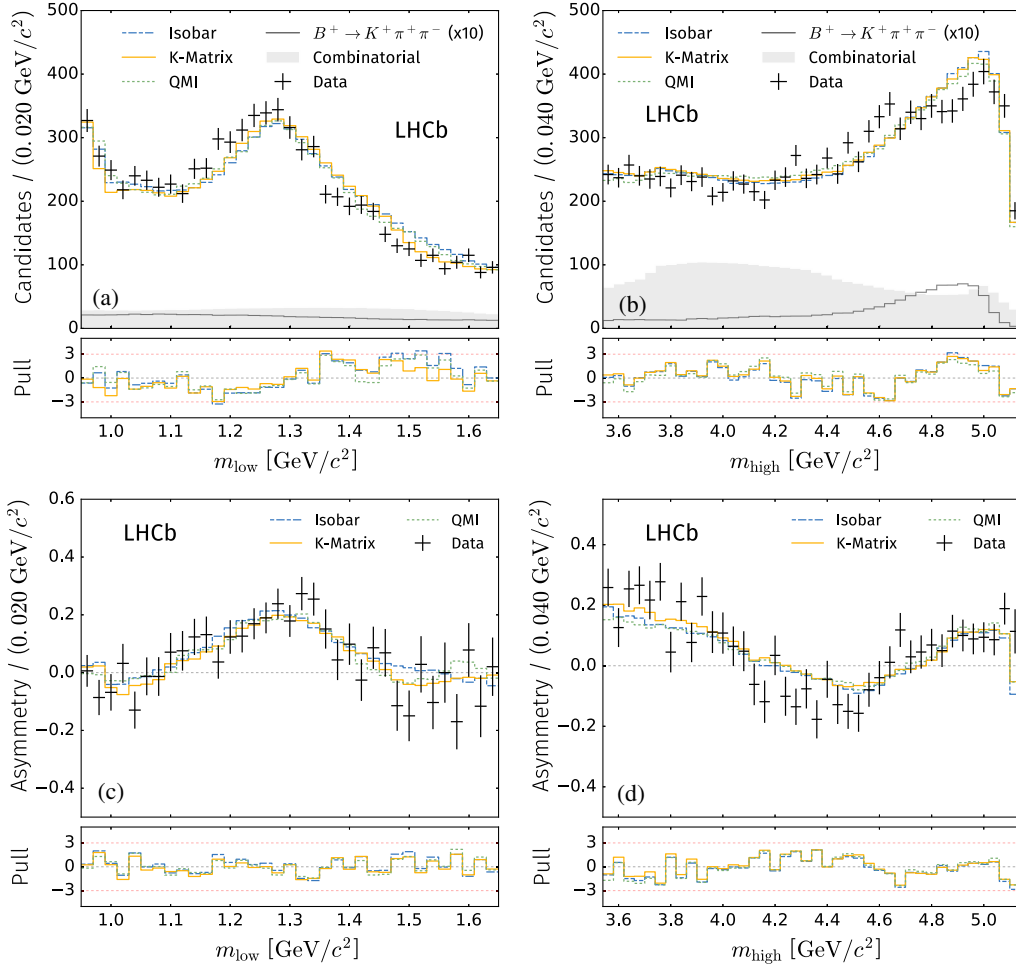 Isobar
K-Matrix
QMI
B⁺ → K⁺π⁺π⁻ (x10)
Combinatorial
Data
LHCb
(a)
Candidates / (0.020 GeV/c²)
500
400
300
200
100
0
Pull
3
0
−3
1.0 1.1 1.2 1.3 1.4 1.5 1.6
m_low [GeV/c²]
Isobar
K-Matrix
QMI
B⁺ → K⁺π⁺π⁻ (x10)
Combinatorial
Data
LHCb
(b)
Candidates / (0.040 GeV/c²)
500
400
300
200
100
0
Pull
3
0
−3
3.6 3.8 4.0 4.2 4.4 4.6 4.8 5.0
m_high [GeV/c²]
LHCb
Isobar
K-Matrix
QMI
Data
(c)
Asymmetry / (0.020 GeV/c²)
0.6
0.4
0.2
0.0
−0.2
−0.4
Pull
3
0
−3
1.0 1.1 1.2 1.3 1.4 1.5 1.6
m_low [GeV/c²]
LHCb
Isobar
K-Matrix
QMI
Data
(d)
Asymmetry / (0.040 GeV/c²)
0.6
0.4
0.2
0.0
−0.2
−0.4
Pull
3
0
−3
3.6 3.8 4.0 4.2 4.4 4.6 4.8 5.0
m_high [GeV/c²]